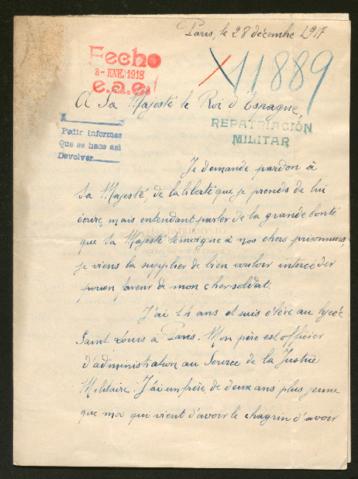 Paris, le 28 décembre 1917
Fecho
8-ENE.1918
e.a.e.
11889
A Sa Majesté le Roi d'Espagne,
Pedir informes
Que se hace así
Devolver
REPATRIACIÓN
MILITAR
Je demande pardon à
Sa Majesté, de la liberté que je prends de lui
écrire, mais entendant parler de la grande bonté
que Sa Majesté témoigne à nos chers prisonniers,
je viens la supplier de bien vouloir intercéder
en faveur de mon cher soldat.
J'ai 14 ans et suis élève au lycée
Saint Louis à Paris. Mon père est officier
d'administration au Service de la Justice
Militaire. J'ai un frère de deux ans plus jeune
que moi qui vient d'avoir le chagrin d'avoir